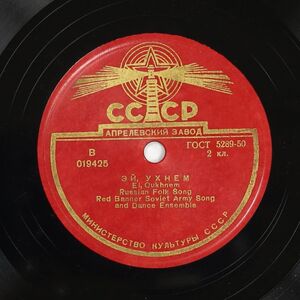 СССР
АПРЕЛЕВСКИЙ ЗАВОД
В
019425
ГОСТ 5289-50
2 кл.
ЭЙ, УХНЕМ
Ei, Oukhnem
Russian Folk Song
Red Banner Soviet Army Song
and Dance Ensemble
МИНИСТЕРСТВО КУЛЬТУРЫ СССР